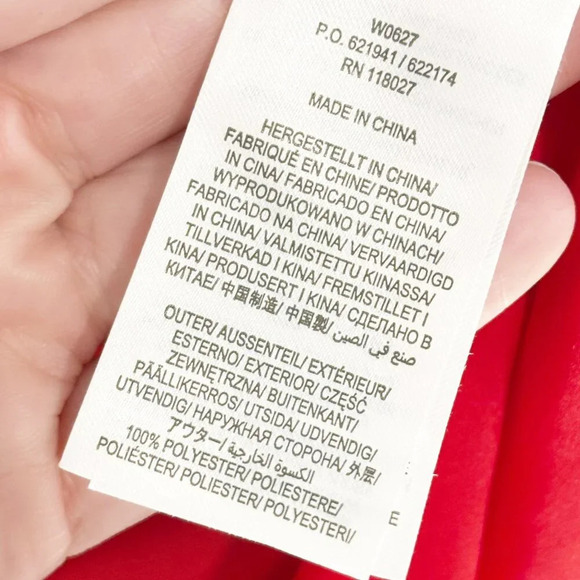 W0627
P.O. 621941 / 622174
RN 118027
MADE IN CHINA
HERGESTELLT IN CHINA/
FABRIQUÉ EN CHINE/ PRODOTTO
IN CINA/ FABRICADO EN CHINA/
WYPRODUKOWANO W CHINACH/
FABRICADO NA CHINA/ VERVAARDIGD
IN CHINA/ VALMISTETTU KIINASSA/
TILLVERKAD I KINA/ FREMSTILLET I
KINA/ PRODUSERT I KINA/ СДЕЛАНО В
КИТАЕ/ 中国制造/ 中国製/ صنع في الصين
OUTER/ AUSSENTEIL/ EXTÉRIEUR/
ESTERNO/ EXTERIOR/ CZĘŚĆ
ZEWNĘTRZNA/ BUITENKANT/
PÄÄLLIKERROS/ UTSIDA/ UDVENDIG/
UTVENDIG/ НАРУЖНАЯ СТОРОНА/ 外层/
アウター/ الكسوة الخارجية
100% POLYESTER/ POLIESTERE/
POLIÉSTER/ POLIESTER/ POLYESTERI/
E